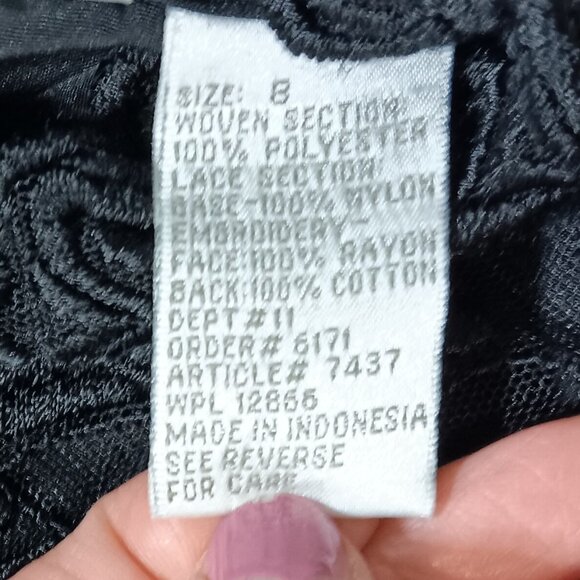 SIZE: 8
WOVEN SECTION:
100% POLYESTER
LACE SECTION:
BASE-100% NYLON
EMBROIDERY-
FACE:100% RAYON
BACK:100% COTTON
DEPT #11
ORDER# 6171
ARTICLE# 7437
WPL 12866
MADE IN INDONESIA
SEE REVERSE
FOR CARE